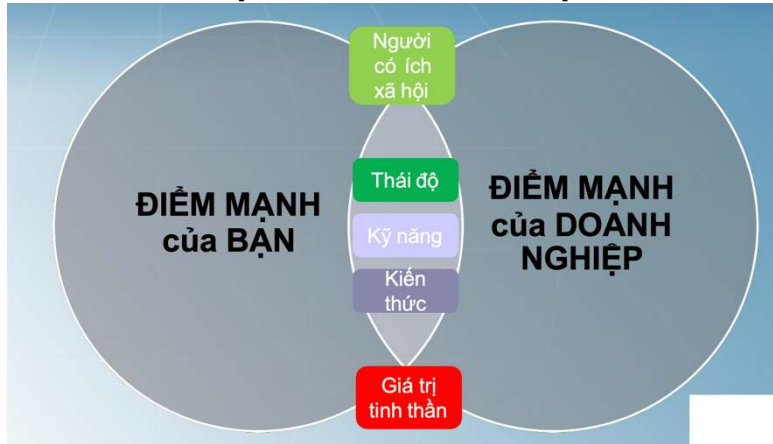 Người
có ích
xã hội
Thái độ
ĐIỂM MẠNH
của BẠN
ĐIỂM MẠNH
của DOANH
NGHIỆP
Kỹ năng
Kiến
thức
Giá trị
tinh thần